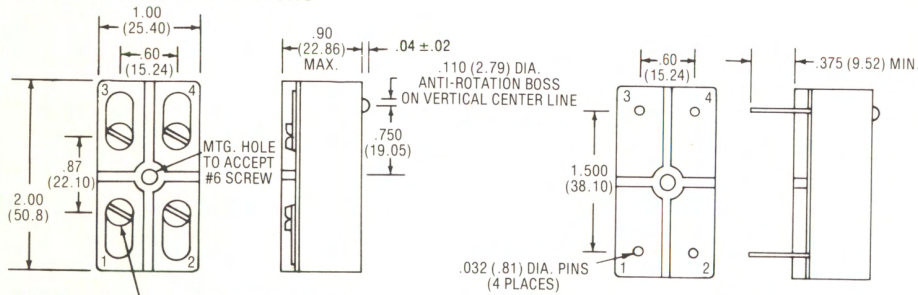 1.00
(25.40)
.60
(15.24)
3
4
.87
(22.10)
2.00
(50.8)
1
2
MTG. HOLE
TO ACCEPT
#6 SCREW
.90
(22.86)
MAX.
.04 ±.02
.110 (2.79) DIA.
ANTI-ROTATION BOSS
ON VERTICAL CENTER LINE
.750
(19.05)
.60
(15.24)
3
4
1.500
(38.10)
1
2
.032 (.81) DIA. PINS
(4 PLACES)
.375 (9.52) MIN.